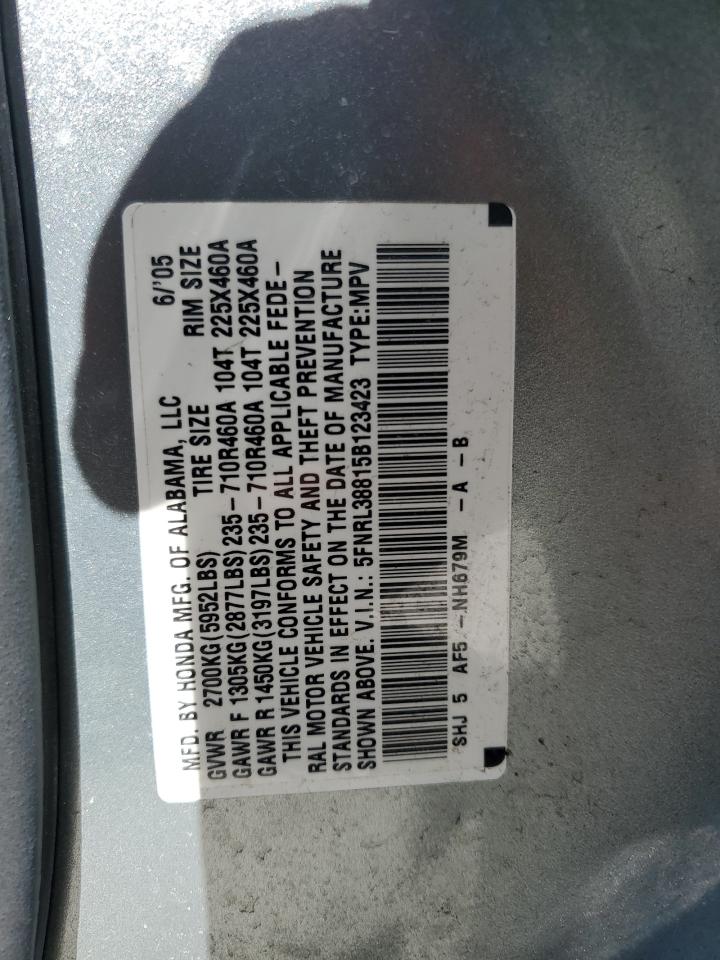 MFD. BY HONDA MFG. OF ALABAMA, LLC 6/'05
GVWR 2700KG(5952LBS) TIRE SIZE RIM SIZE
GAWR F 1305KG(2877LBS)235-710R460A 104T 225X460A
GAWR R 1450KG(3197LBS)235-710R460A 104T 225X460A
THIS VEHICLE CONFORMS TO ALL APPLICABLE FEDE-
RAL MOTOR VEHICLE SAFETY AND THEFT PREVENTION
STANDARDS IN EFFECT ON THE DATE OF MANUFACTURE
SHOWN ABOVE. V.I.N.: 5FNRL38815B123423 TYPE:MPV
SHJ 5 AF5 -NH679M -A -B